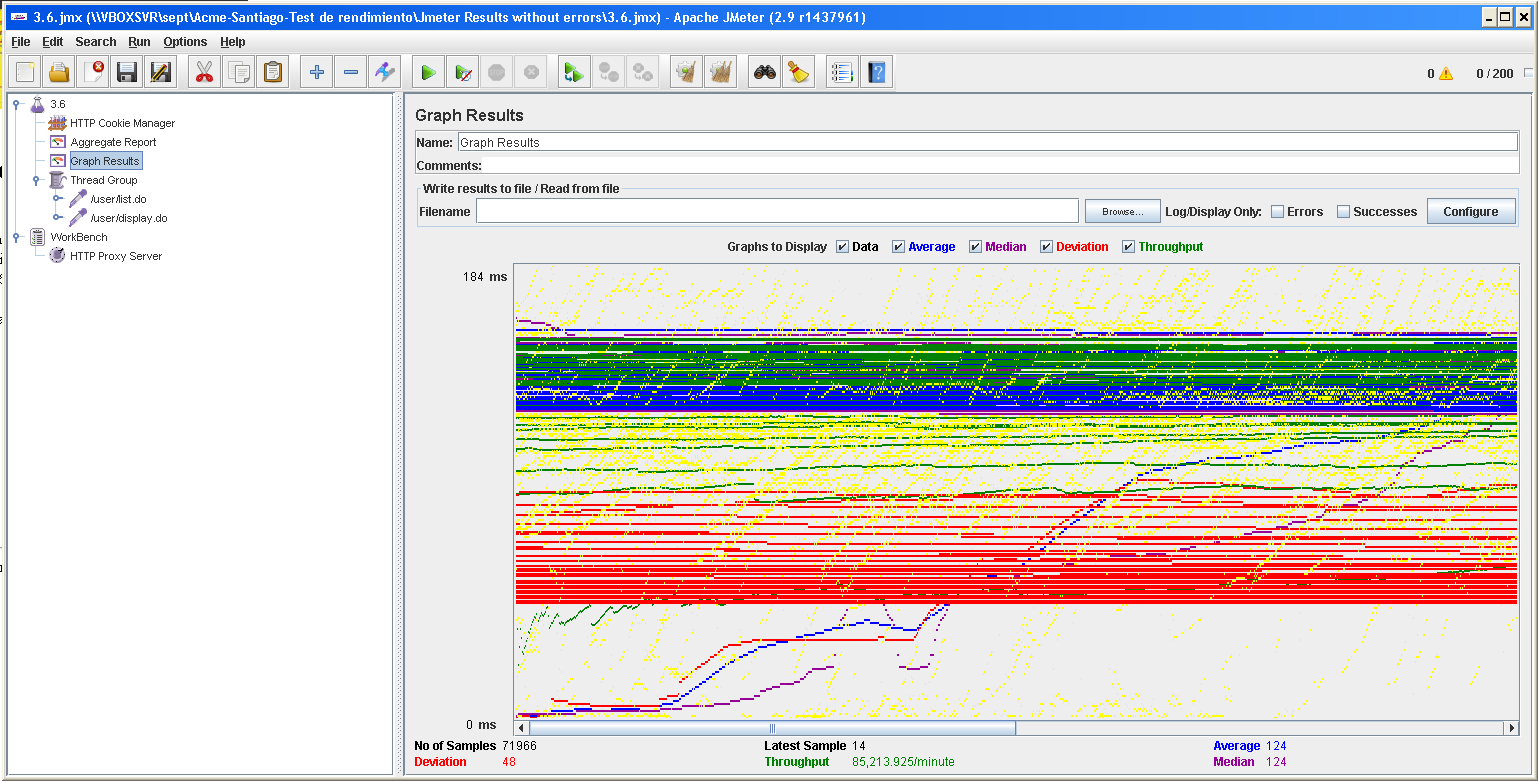 3.6.jmx (\\VBOXSVR\sept\Acme-Santiago-Test de rendimiento\Jmeter Results without errors\3.6.jmx) - Apache JMeter (2.9 r1437961)
File Edit Search Run Options Help
0 0 / 200
3.6
HTTP Cookie Manager
Aggregate Report
Graph Results
Thread Group
/user/list.do
/user/display.do
WorkBench
HTTP Proxy Server
Graph Results
Name: Graph Results
Comments:
Write results to file / Read from file
Filename Browse... Log/Display Only: Errors Successes Configure
Graphs to Display Data Average Median Deviation Throughput
184 ms
0 ms
No of Samples 71966 Latest Sample 14 Average 124
Deviation 48 Throughput 85,213.925/minute Median 124